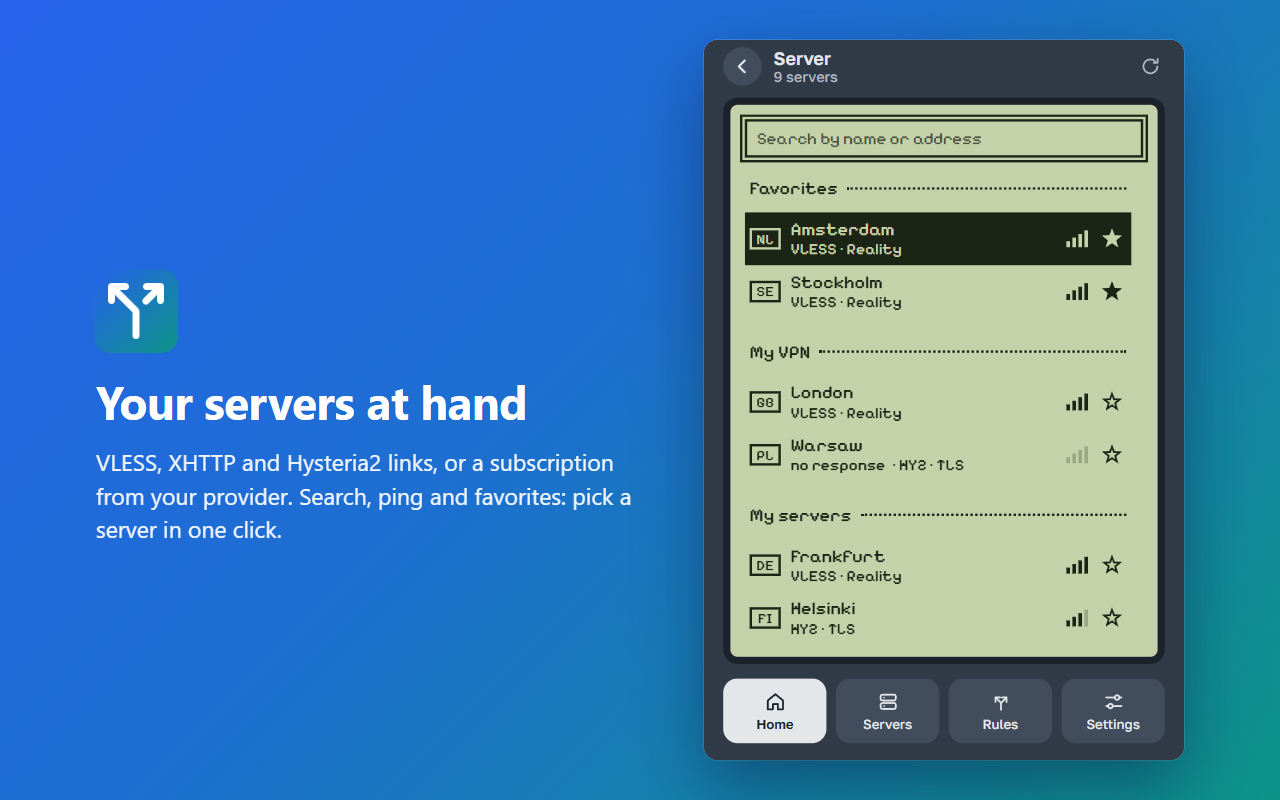 Your servers at hand
VLESS, XHTTP and Hysteria2 links, or a subscription
from your provider. Search, ping and favorites: pick a
server in one click.
Server
9 servers
Search by name or address
Favorites
NL
Amsterdam
VLESS · Reality
SE
Stockholm
VLESS · Reality
My VPN
GB
London
VLESS · Reality
PL
Warsaw
no response · HY2 · TLS
My servers
DE
Frankfurt
VLESS · Reality
FI
Helsinki
HY2 · TLS
Home
Servers
Rules
Settings